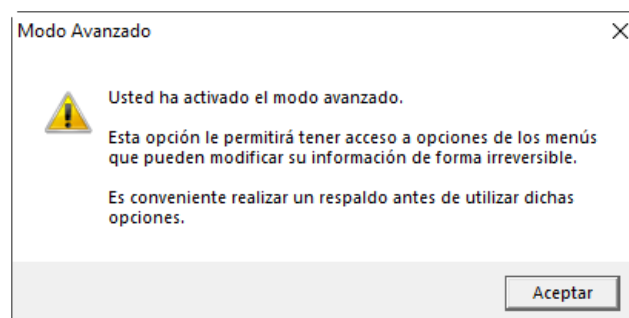 Modo Avanzado
Usted ha activado el modo avanzado.
Esta opción le permitirá tener acceso a opciones de los menús
que pueden modificar su información de forma irreversible.
Es conveniente realizar un respaldo antes de utilizar dichas
opciones.
Aceptar